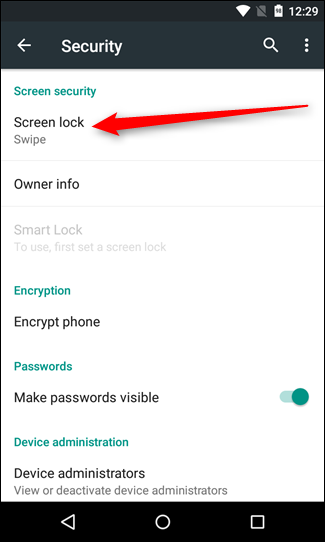 12:29
Security
Screen security
Screen lock
Swipe
Owner info
Smart Lock
To use, first set a screen lock
Encryption
Encrypt phone
Passwords
Make passwords visible
Device administration
Device administrators
View or deactivate device administrators